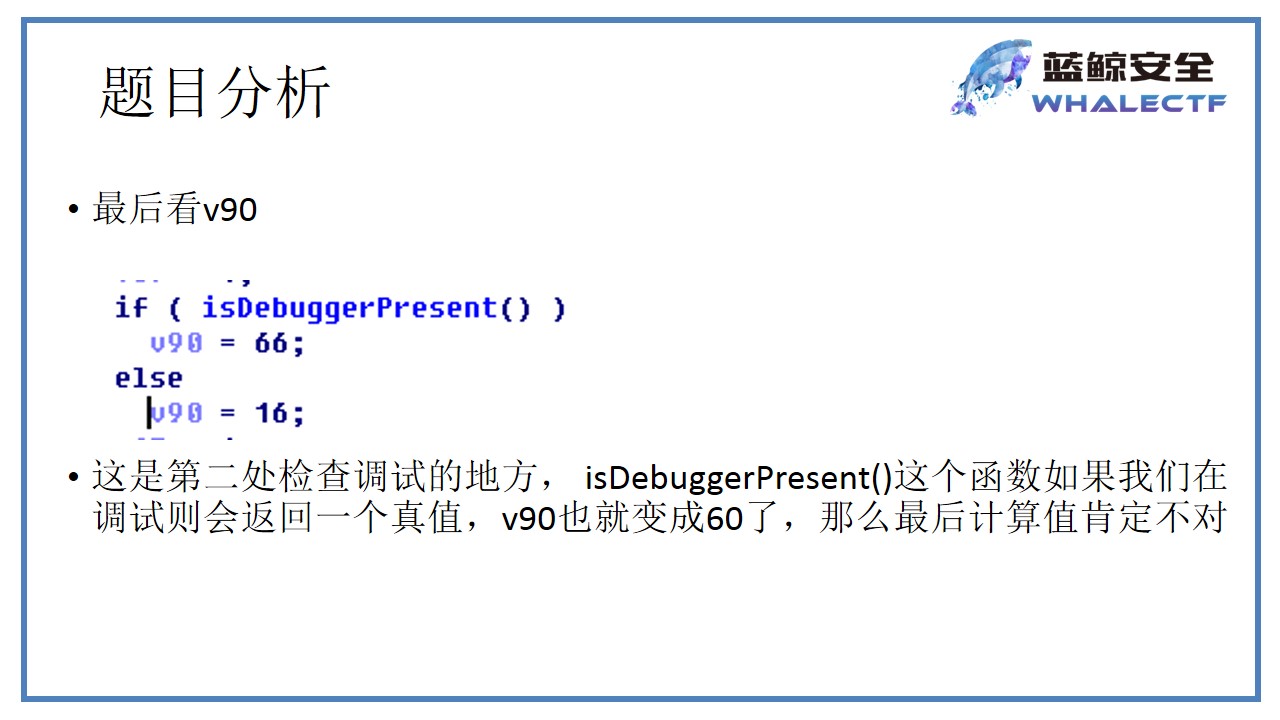 题目分析
蓝鲸安全
WHALECTF
• 最后看v90
if ( isDebuggerPresent() )
v90 = 66;
else
v90 = 16;
• 这是第二处检查调试的地方， isDebuggerPresent()这个函数如果我们在
调试则会返回一个真值，v90也就变成60了，那么最后计算值肯定不对